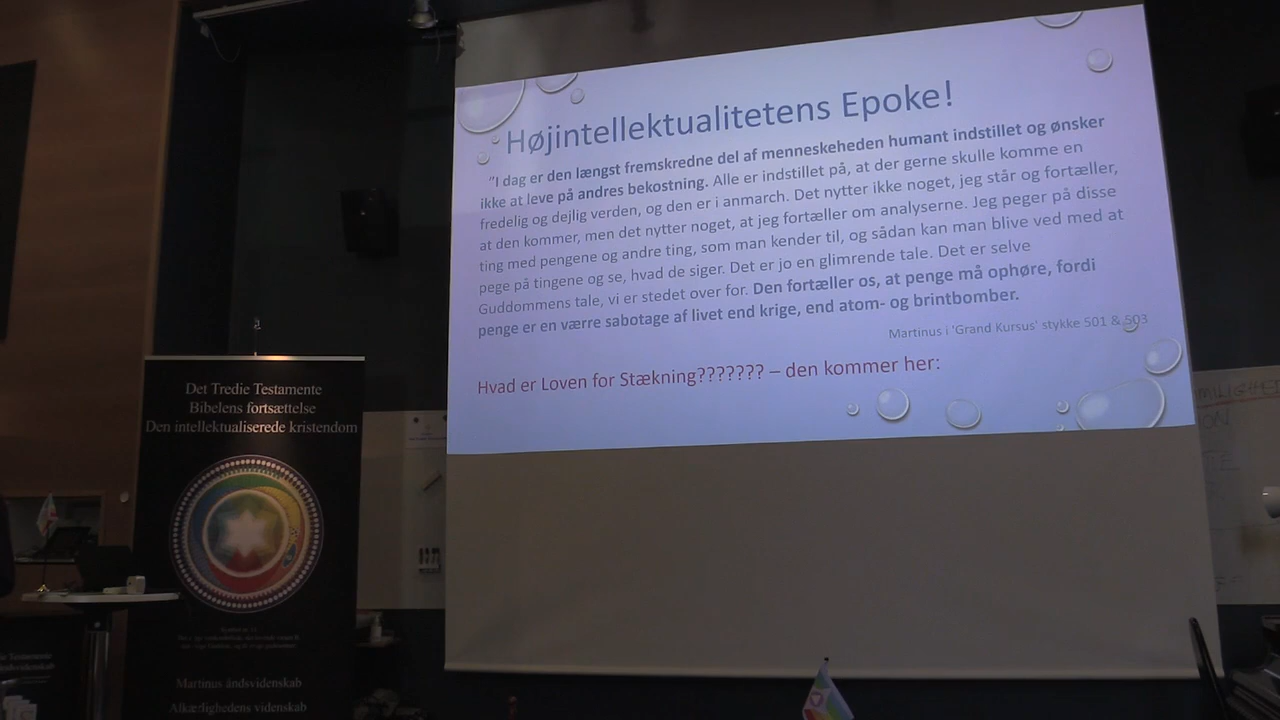 Højintellektualitetens Epoke!
"I dag er den længst fremskredne del af menneskeheden humant indstillet og ønsker
ikke at leve på andres bekostning. Alle er indstillet på, at der gerne skulle komme en
fredelig og dejlig verden, og den er i anmarch. Det nytter ikke noget, jeg står og fortæller,
at den kommer, men det nytter noget, at jeg fortæller om analyserne. Jeg peger på disse
ting med pengene og andre ting, som man kender til, og sådan kan man blive ved med at
pege på tingene og se, hvad de siger. Det er jo en glimrende tale. Det er selve
Guddommens tale, vi er stedet over for. Den fortæller os, at penge må ophøre, fordi
penge er en værre sabotage af livet end krige, end atom- og brintbomber.
Martinus i 'Grand Kursus' stykke 501 & 503
Hvad er Loven for Stækning??????? – den kommer her:
Det Tredie Testamente
Bibelens fortsættelse
Den intellektualiserede kristendom
Martinus åndsvidenskab
Alkærlighedens videnskab